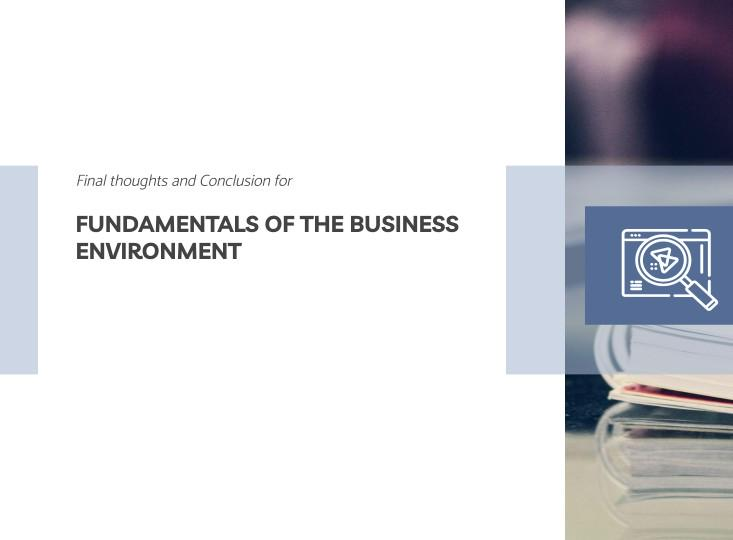 Final thoughts and Conclusion for
FUNDAMENTALS OF THE BUSINESS
ENVIRONMENT